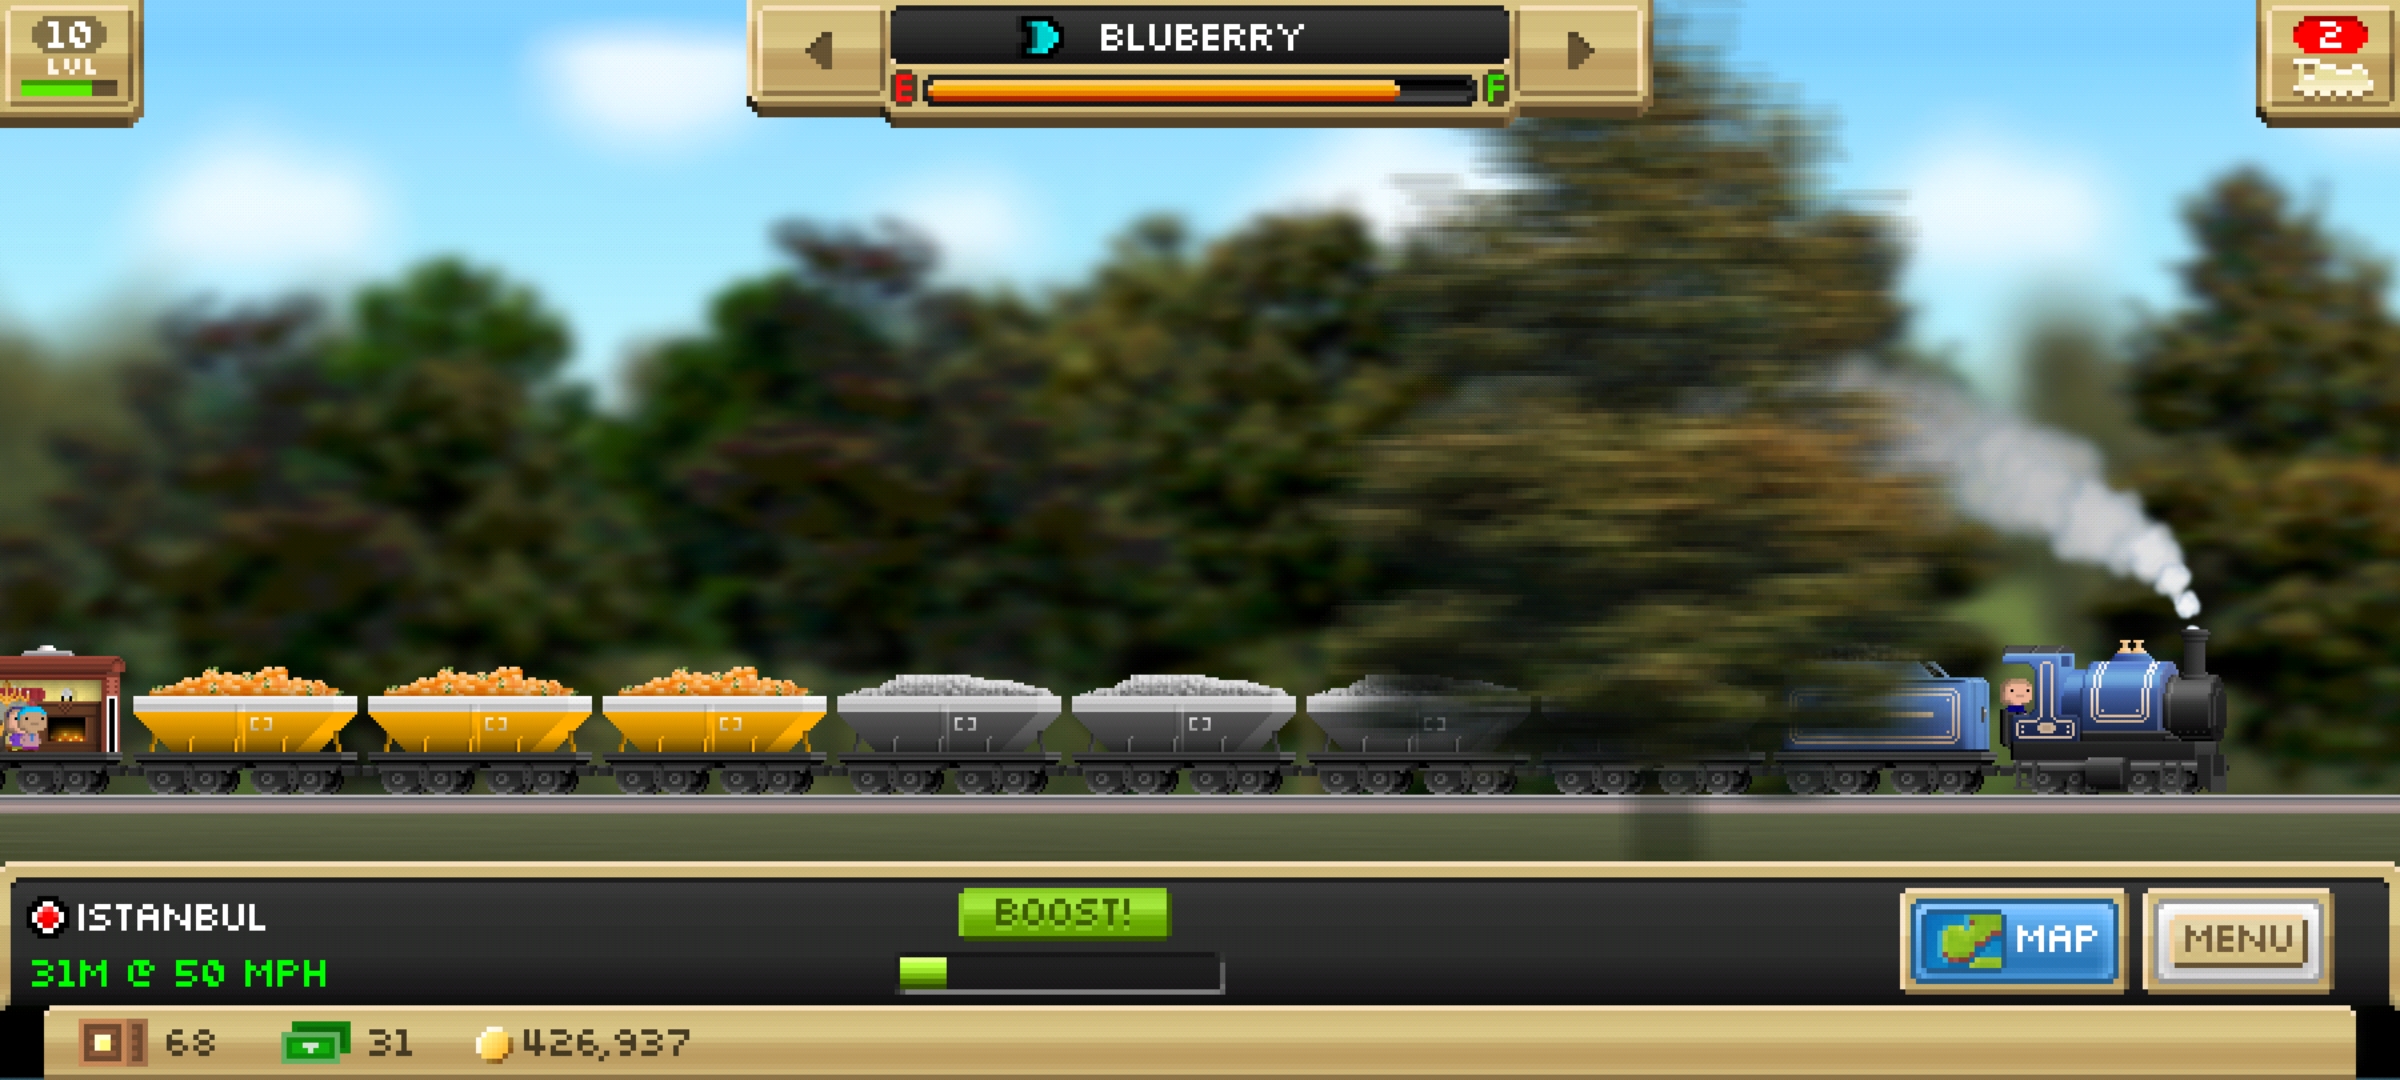 10
LVL
BLUBERRY
E F
2
ISTANBUL
31M @ 50 MPH
BOOST!
MAP
MENU
68
31
426,937